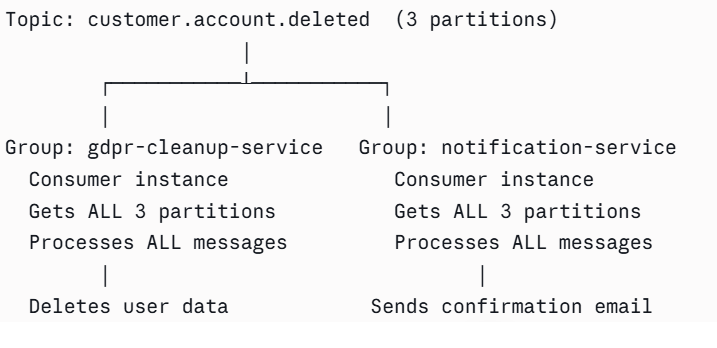 Topic: customer.account.deleted (3 partitions)
Group: gdpr-cleanup-service Group: notification-service
Consumer instance Consumer instance
Gets ALL 3 partitions Gets ALL 3 partitions
Processes ALL messages Processes ALL messages
Deletes user data Sends confirmation email